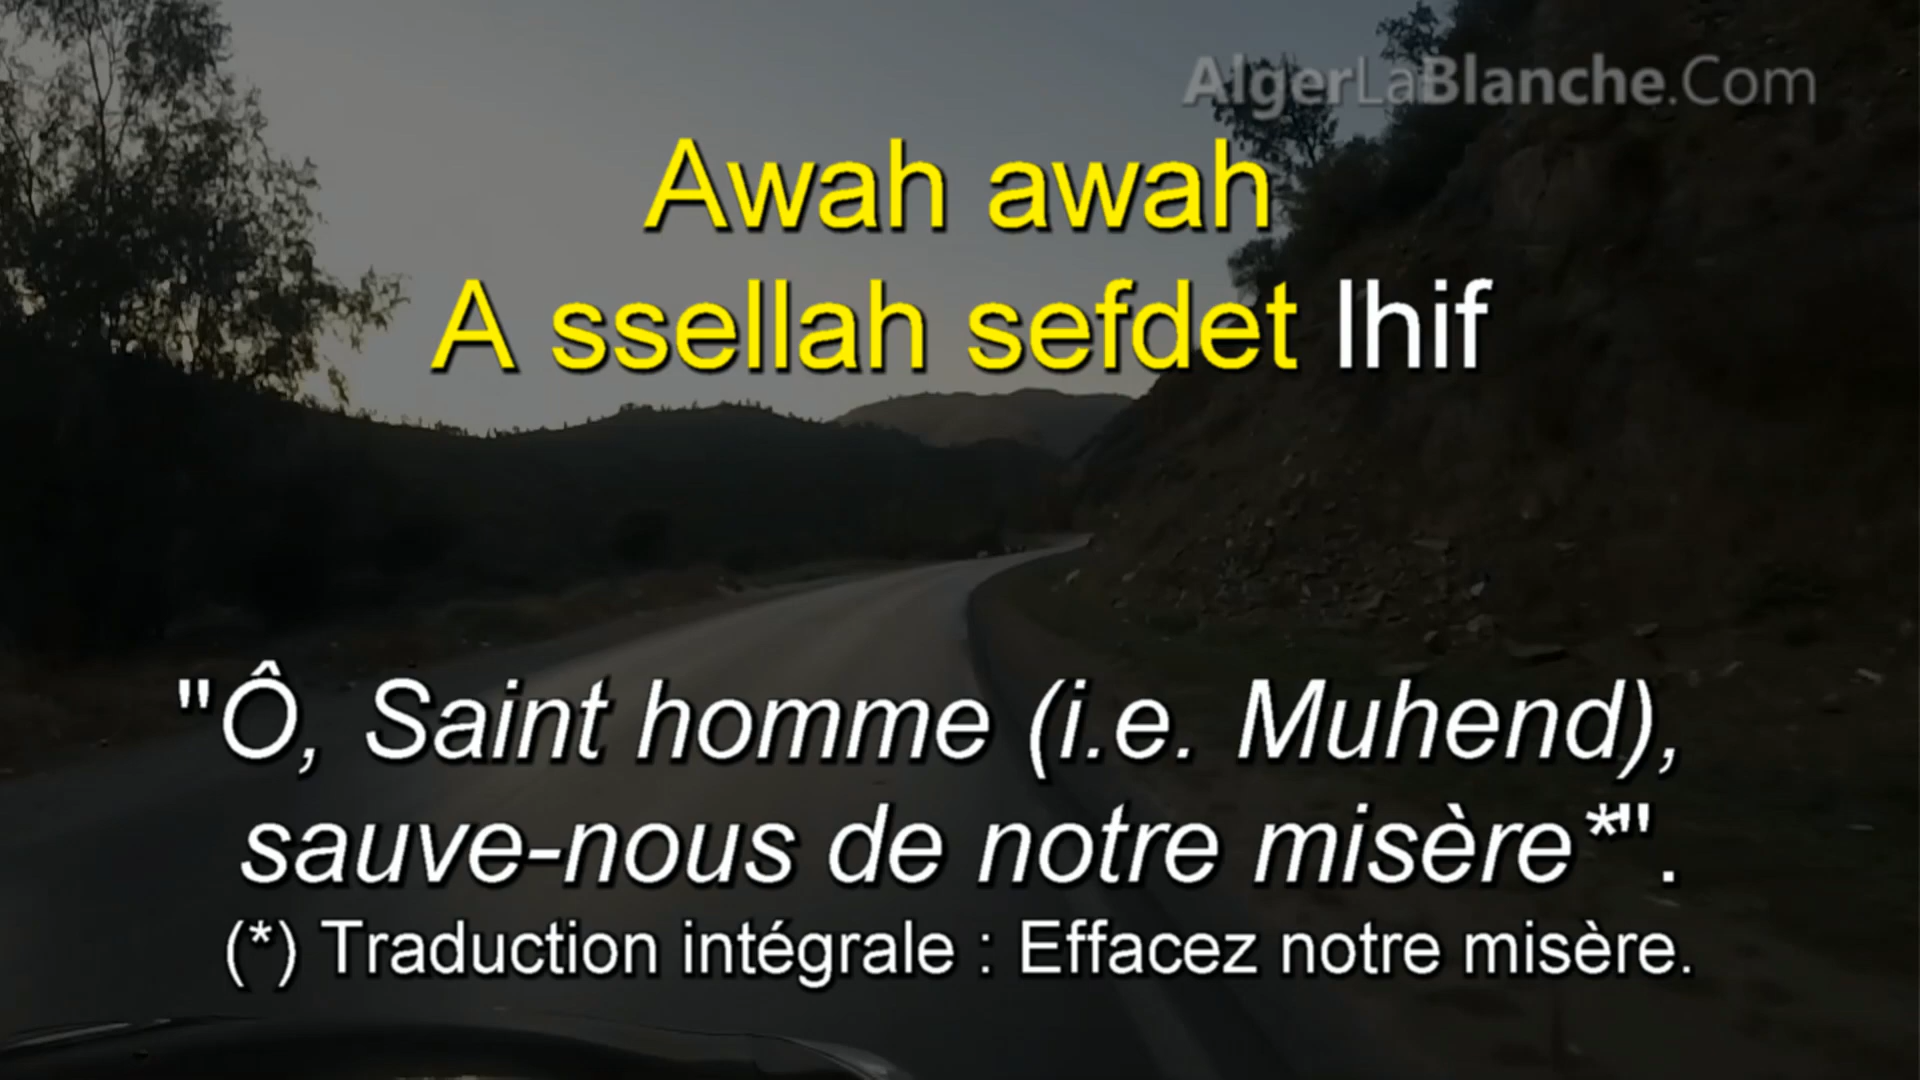 AlgerLaBlanche.Com
Awah awah
A ssellah sefdet lhif
"Ô, Saint homme (i.e. Muhend),
sauve-nous de notre misère*".
(*) Traduction intégrale : Effacez notre misère.